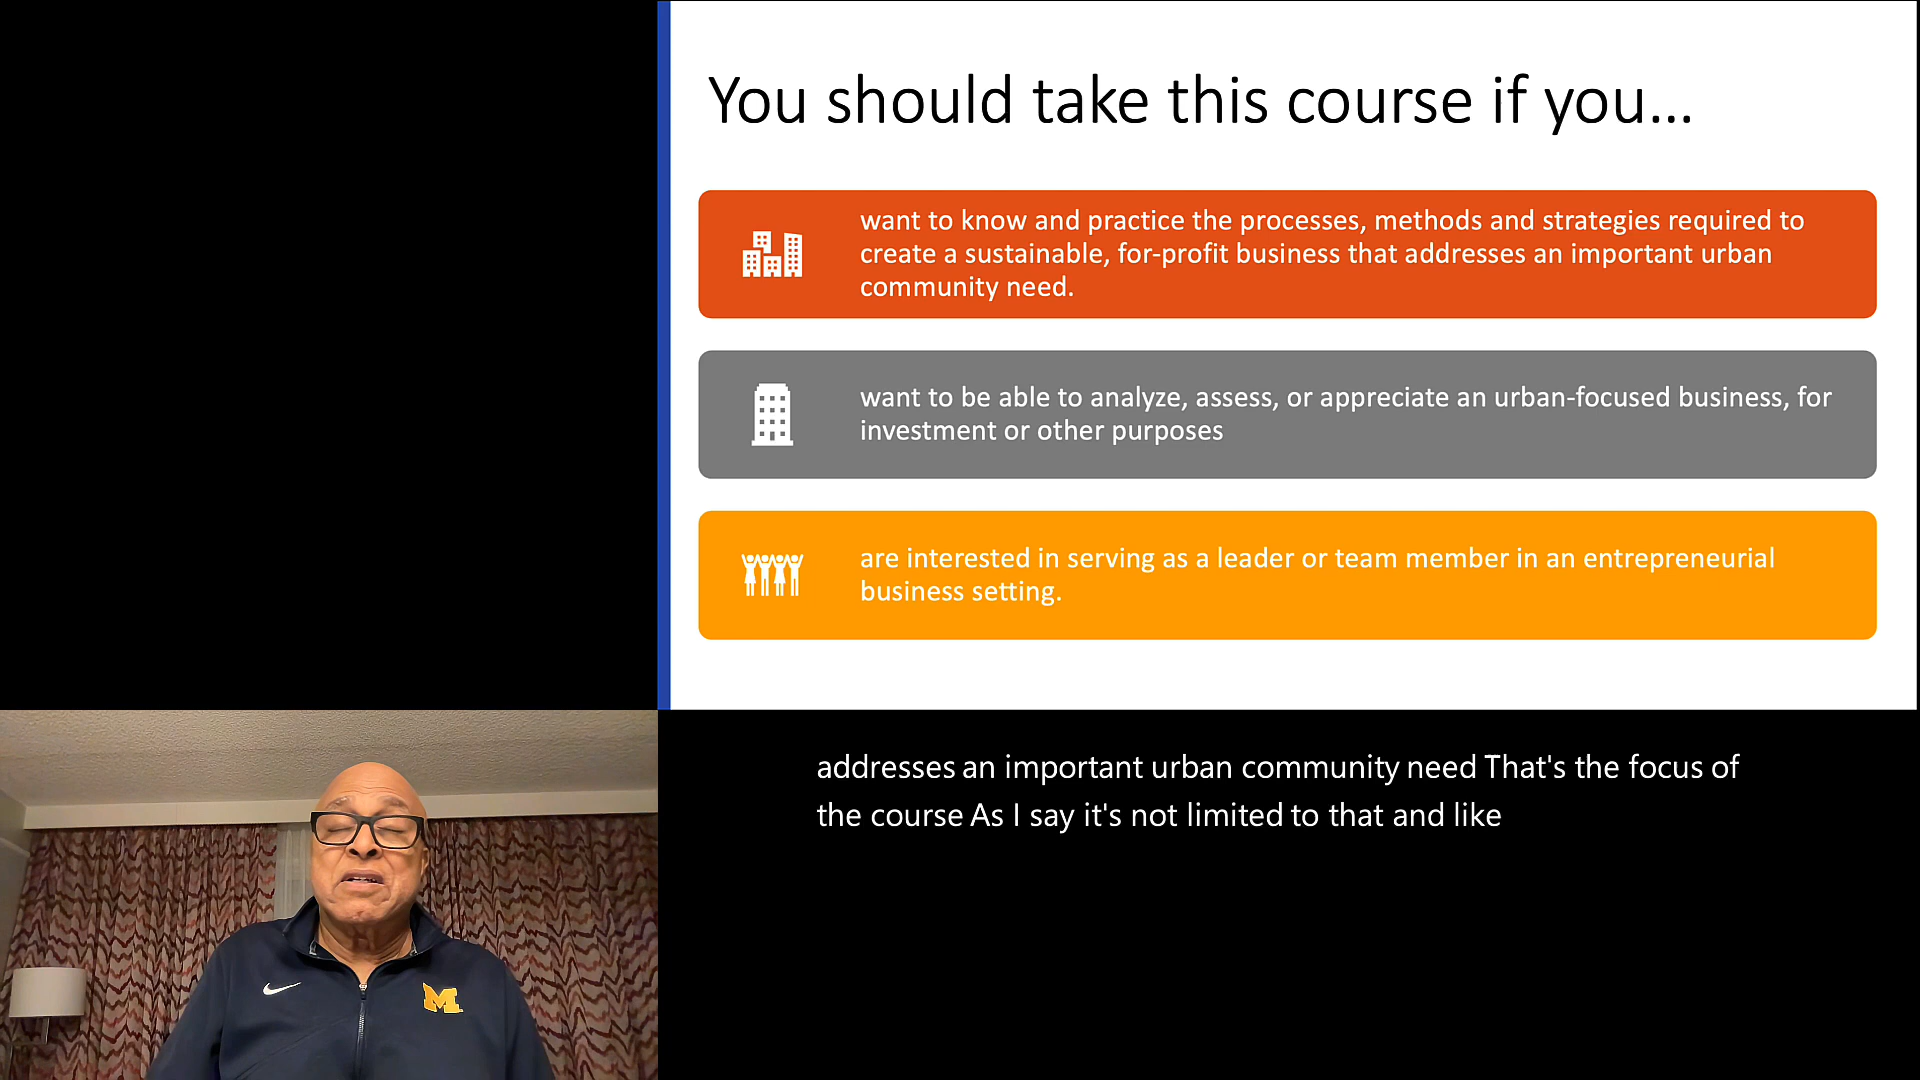 You should take this course if you...
want to know and practice the processes, methods and strategies required to
create a sustainable, for-profit business that addresses an important urban
community need.
want to be able to analyze, assess, or appreciate an urban-focused business, for
investment or other purposes
are interested in serving as a leader or team member in an entrepreneurial
business setting.
addresses an important urban community need That's the focus of
the course As I say it's not limited to that and like
M